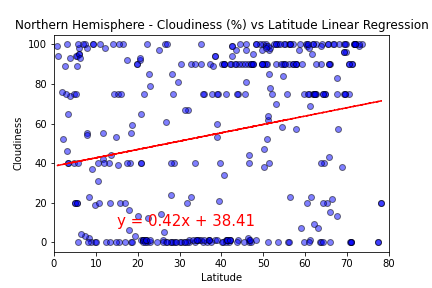 Northern Hemisphere - Cloudiness (%) vs Latitude Linear Regression
100
80
60
40
20
0
Cloudiness
y = 0.42x + 38.41
0 10 20 30 40 50 60 70 80
Latitude